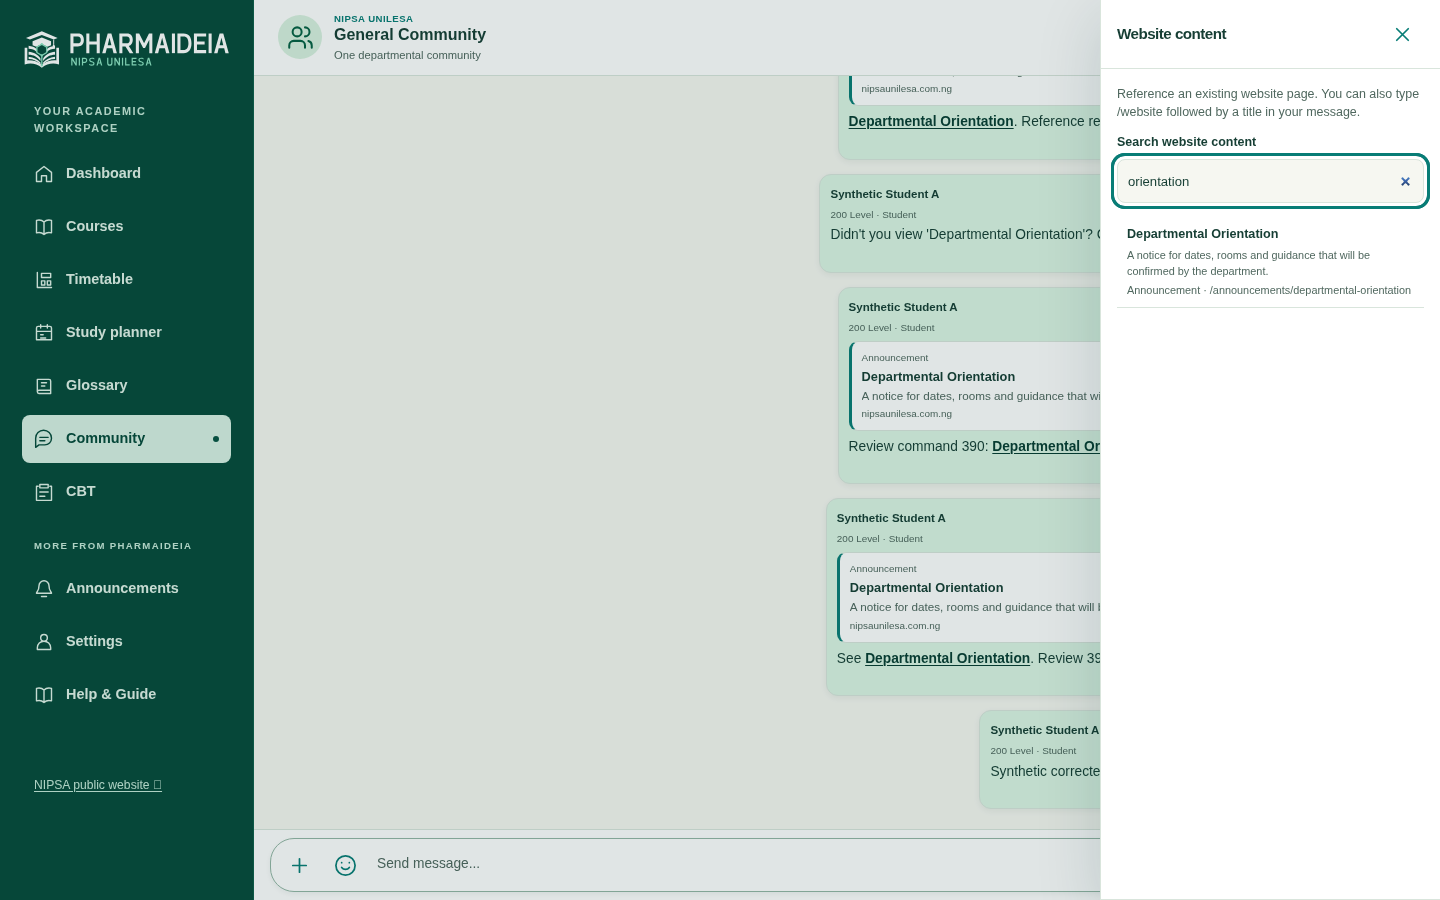 PHARMAIDEIA
NIPSA UNILESA
YOUR ACADEMIC
WORKSPACE
Dashboard
Courses
Timetable
Study planner
Glossary
Community
CBT
MORE FROM PHARMAIDEIA
Announcements
Settings
Help & Guide
NIPSA public website
NIPSA UNILESA
General Community
One departmental community
nipsaunilesa.com.ng
Departmental Orientation. Reference re
Synthetic Student A
200 Level · Student
Didn't you view 'Departmental Orientation'?
Synthetic Student A
200 Level · Student
Announcement
Departmental Orientation
A notice for dates, rooms and guidance that wi
nipsaunilesa.com.ng
Review command 390: Departmental Or
Synthetic Student A
200 Level · Student
Announcement
Departmental Orientation
A notice for dates, rooms and guidance that will
nipsaunilesa.com.ng
See Departmental Orientation. Review 39
Synthetic Student A
200 Level · Student
Synthetic correcte
Send message...
Website content
Reference an existing website page. You can also type
/website followed by a title in your message.
Search website content
orientation
Departmental Orientation
A notice for dates, rooms and guidance that will be
confirmed by the department.
Announcement · /announcements/departmental-orientation